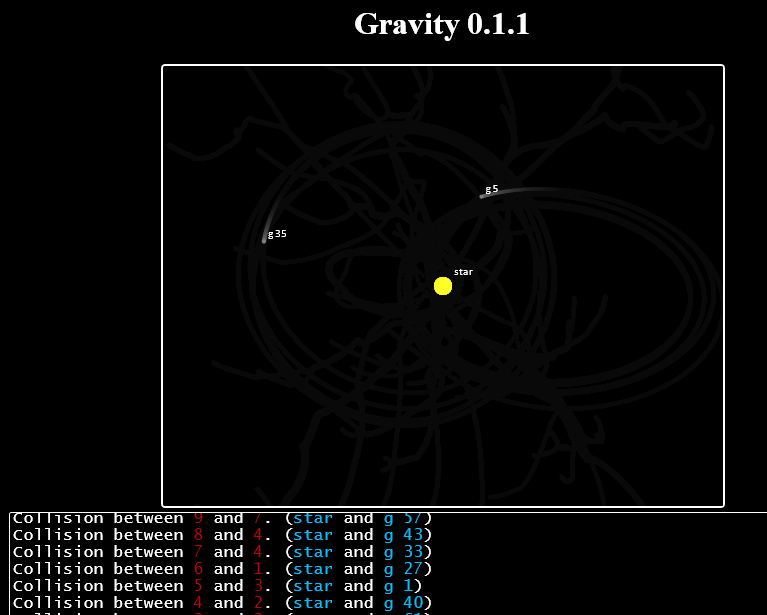 Gravity 0.1.1
g5
g35
star
Collision between 9 and 7. (star and g 57)
Collision between 8 and 4. (star and g 43)
Collision between 7 and 4. (star and g 33)
Collision between 6 and 1. (star and g 27)
Collision between 5 and 3. (star and g 1)
Collision between 4 and 2. (star and g 40)